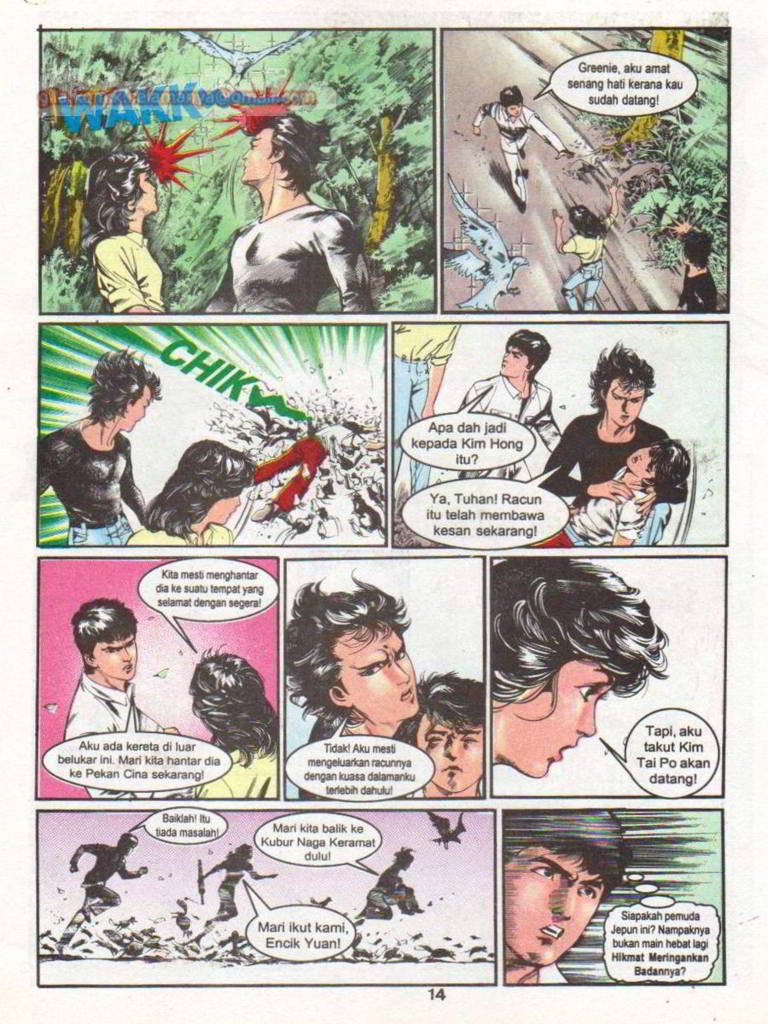 WAKK
Greenie, aku amat
senang hati kerana kau
sudah datang!
CHIK
Apa dah jadi
kepada Kim Hong
itu?
Ya, Tuhan! Racun
itu telah membawa
kesan sekarang!
Kita mesti menghantar
dia ke suatu tempat yang
selamat dengan segera!
Aku ada kereta di luar
belukar ini. Mari kita hantar dia
ke Pekan Cina sekarang!
Tidak! Aku mesti
mengeluarkan racunnya
dengan kuasa dalamanku
terlebih dahulu!
Tapi, aku
takut Kim
Tai Po akan
datang!
Baiklah! Itu
tiada masalah!
Mari kita balik ke
Kubur Naga Keramat
dulu!
Mari ikut kami,
Encik Yuan!
Siapakah pemuda
Jepun ini? Nampaknya
bukan main hebat lagi
Hikmat Meringankan
Badannya?
14